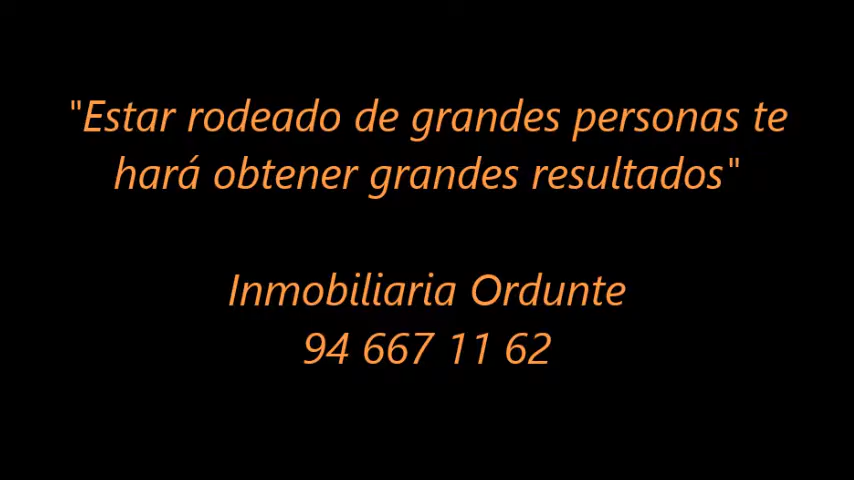 "Estar rodeado de grandes personas te
hará obtener grandes resultados"
Inmobiliaria Ordunte
94 667 11 62